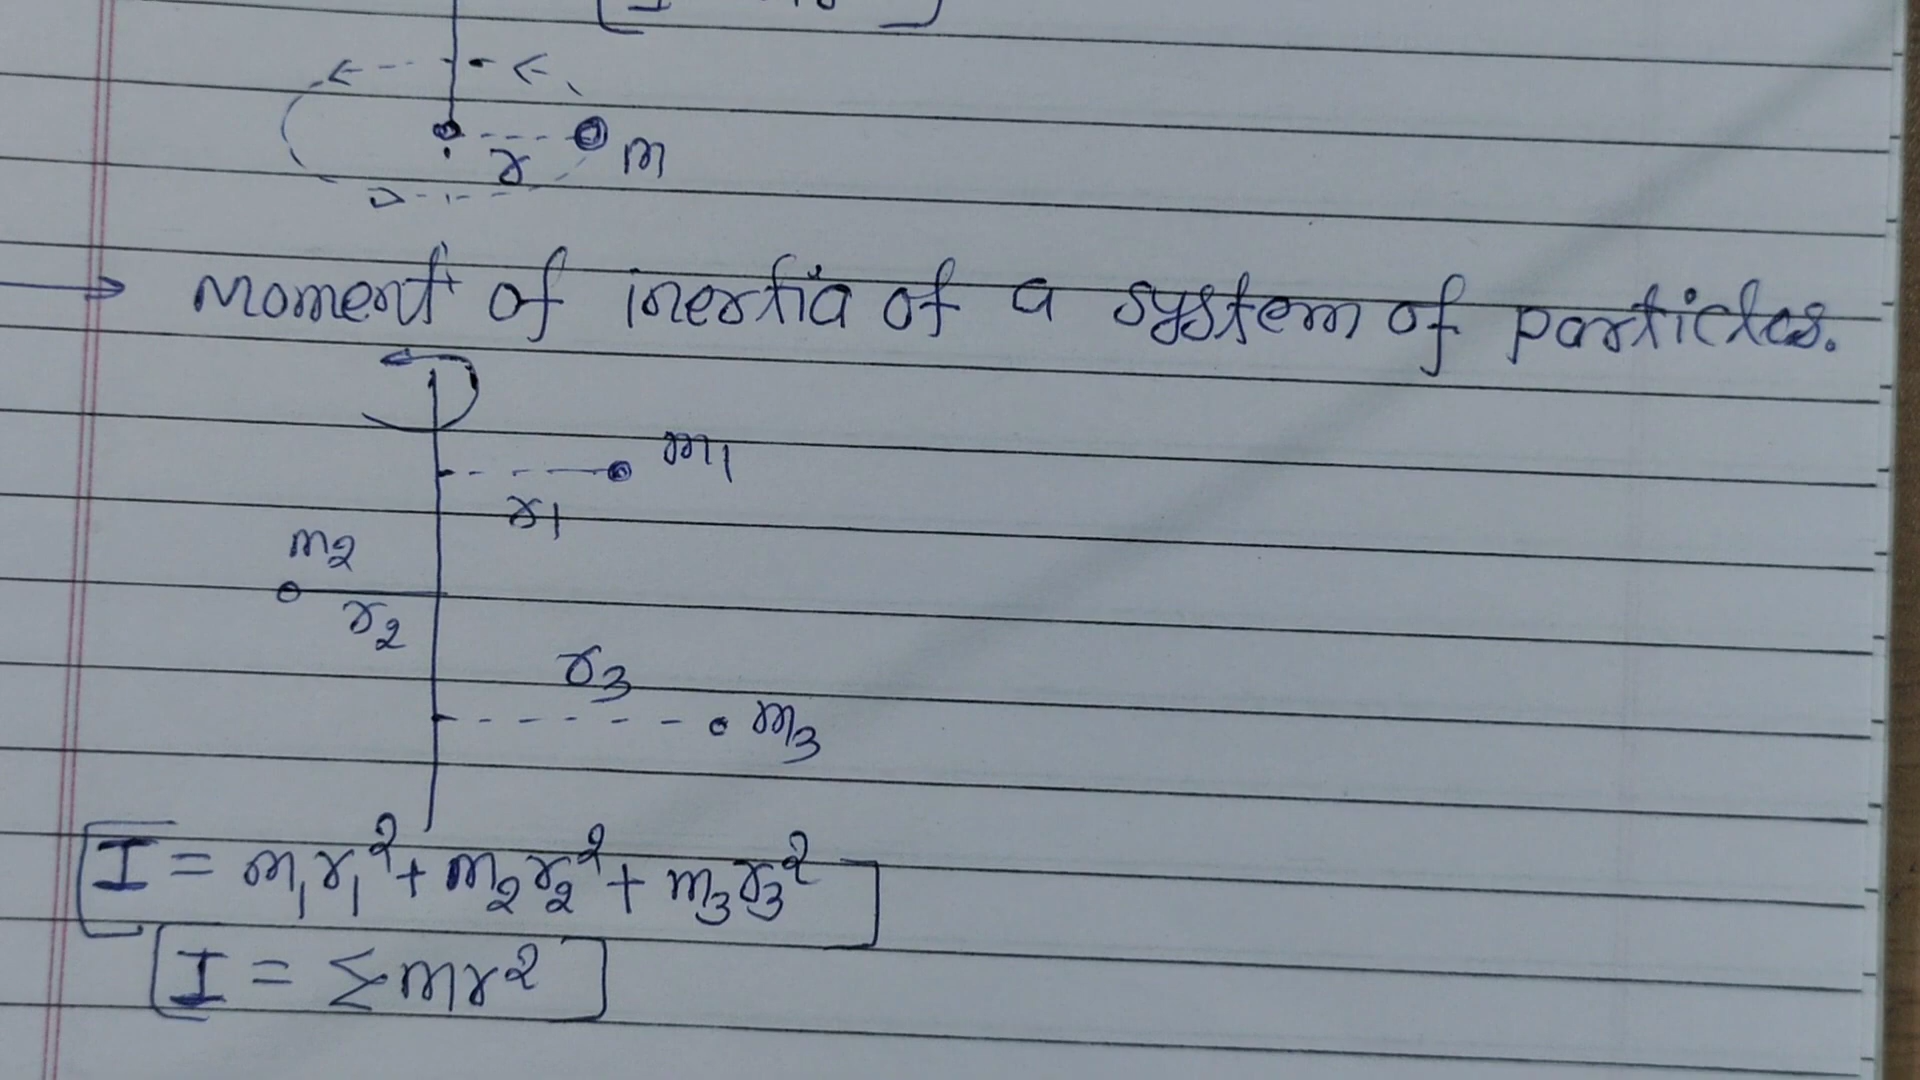 r
m
→ Moment of inertia of a system of particles.
m1
r1
m2
r2
r3
m3
I = m₁r₁² + m₂r₂² + m₃r₃²
I = Σmr²